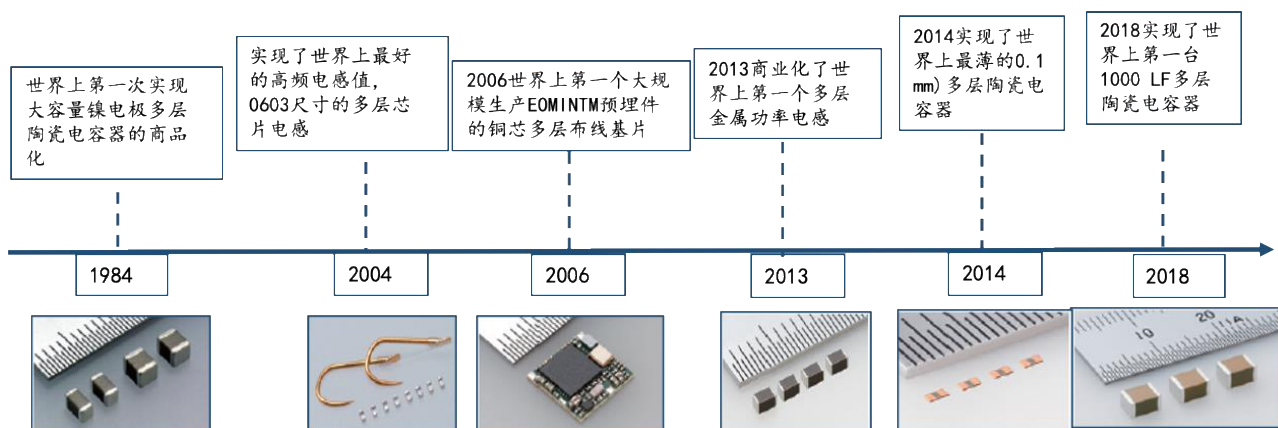 世界上第一次实现
大容量镍电极多层
陶瓷电容器的商品
化
实现了世界上最好
的高频电感值，
0603尺寸的多层芯
片电感
2006世界上第一个大规
模生产EOMINTM预埋件
的铜芯多层布线基片
2013商业化了世
界上第一个多层
金属功率电感
2014实现了世
界上最薄的0.1
mm)多层陶瓷电
容器
2018实现了世
界上第一台
1000 LF多层
陶瓷电容器
1984
2004
2006
2013
2014
2018
10
20
A